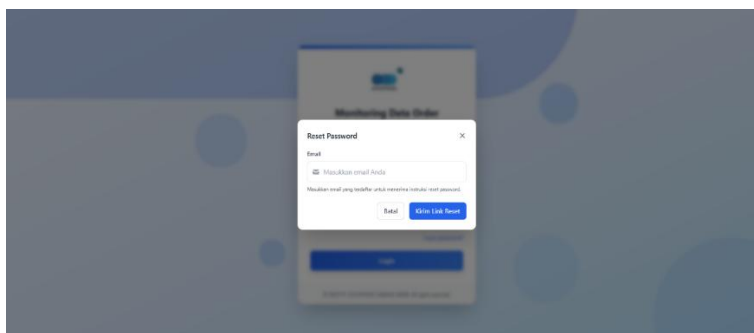 Monitoring Data Order
Reset Password
Email
Masukkan email Anda
Masukkan email yang terdaftar untuk menerima instruksi reset password.
Batal
Kirim Link Reset
Login